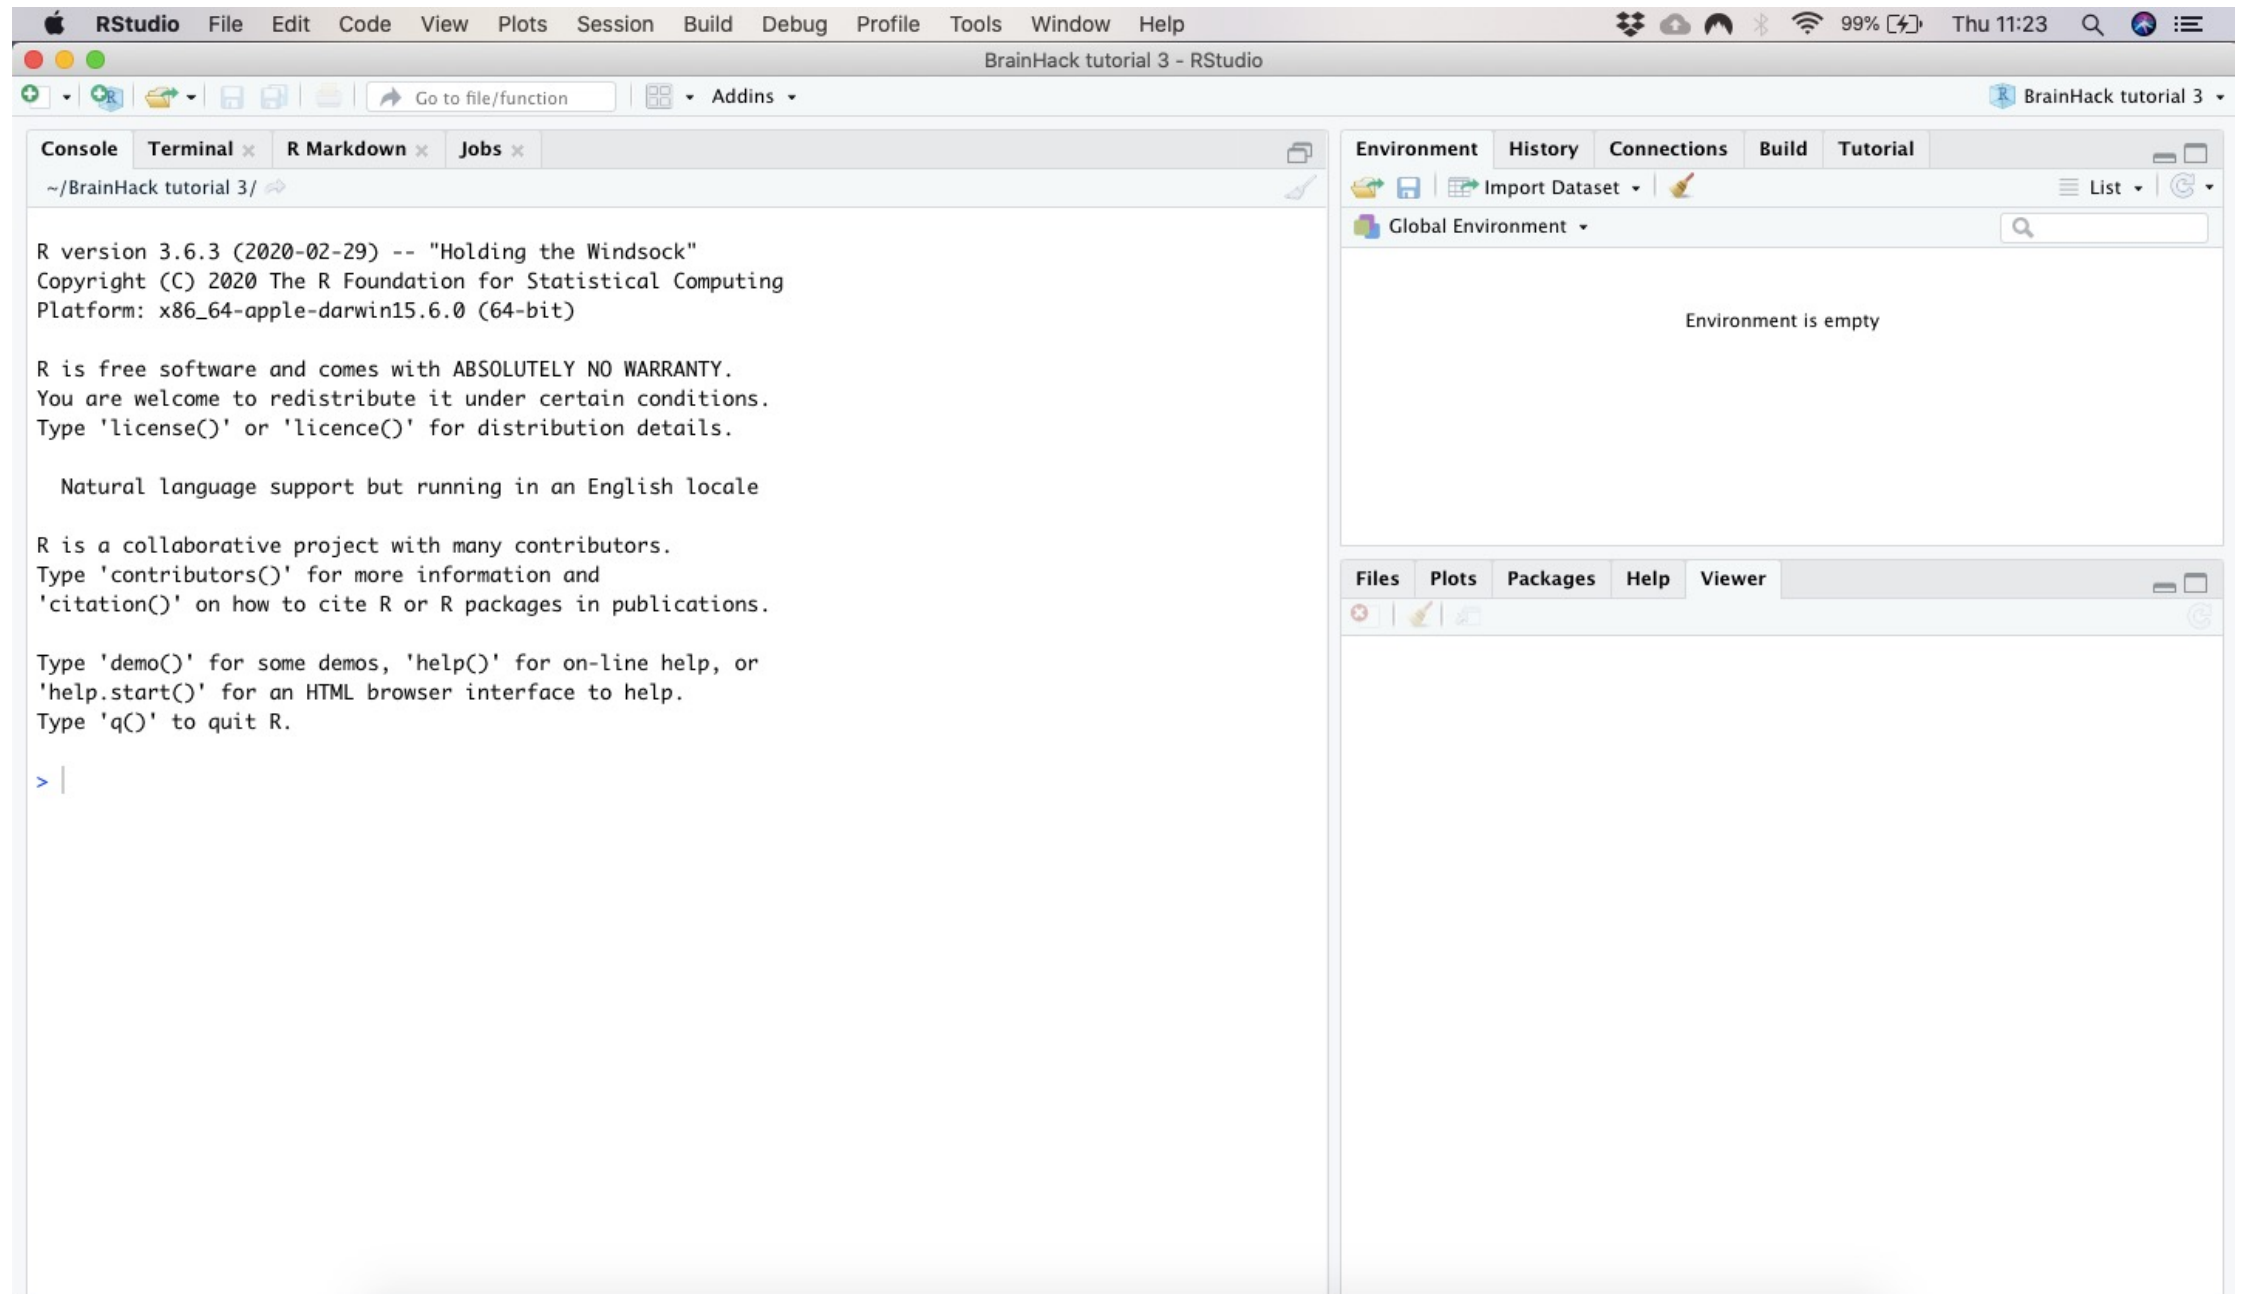 RStudio File Edit Code View Plots Session Build Debug Profile Tools Window Help 99% Thu 11:23
BrainHack tutorial 3 - RStudio
Go to file/function Addins BrainHack tutorial 3
Console Terminal R Markdown Jobs
~/BrainHack tutorial 3/
R version 3.6.3 (2020-02-29) -- "Holding the Windsock"
Copyright (C) 2020 The R Foundation for Statistical Computing
Platform: x86_64-apple-darwin15.6.0 (64-bit)
R is free software and comes with ABSOLUTELY NO WARRANTY.
You are welcome to redistribute it under certain conditions.
Type 'license()' or 'licence()' for distribution details.
Natural language support but running in an English locale
R is a collaborative project with many contributors.
Type 'contributors()' for more information and
'citation()' on how to cite R or R packages in publications.
Type 'demo()' for some demos, 'help()' for on-line help, or
'help.start()' for an HTML browser interface to help.
Type 'q()' to quit R.
>
Environment History Connections Build Tutorial
Import Dataset List
Global Environment
Environment is empty
Files Plots Packages Help Viewer